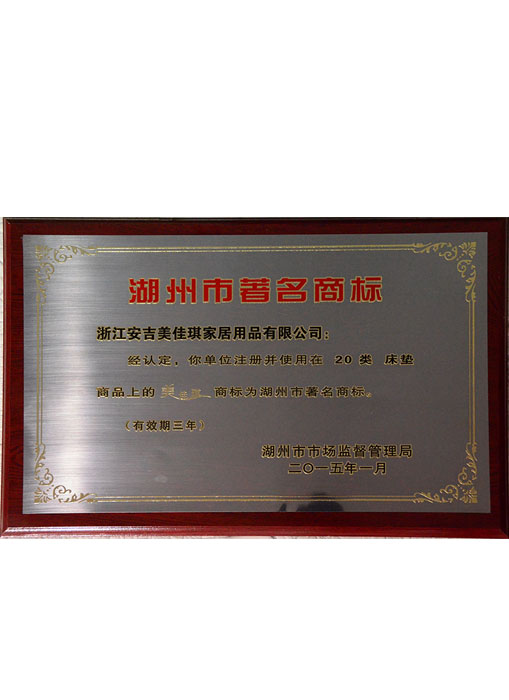 湖州市著名商标
浙江安吉美佳琪家居用品有限公司：
经认定，你单位注册并使用在 20 类 床垫
商品上的 美 商标为湖州市著名商标。
（有效期三年）
湖州市市场监督管理局
二〇一五年一月